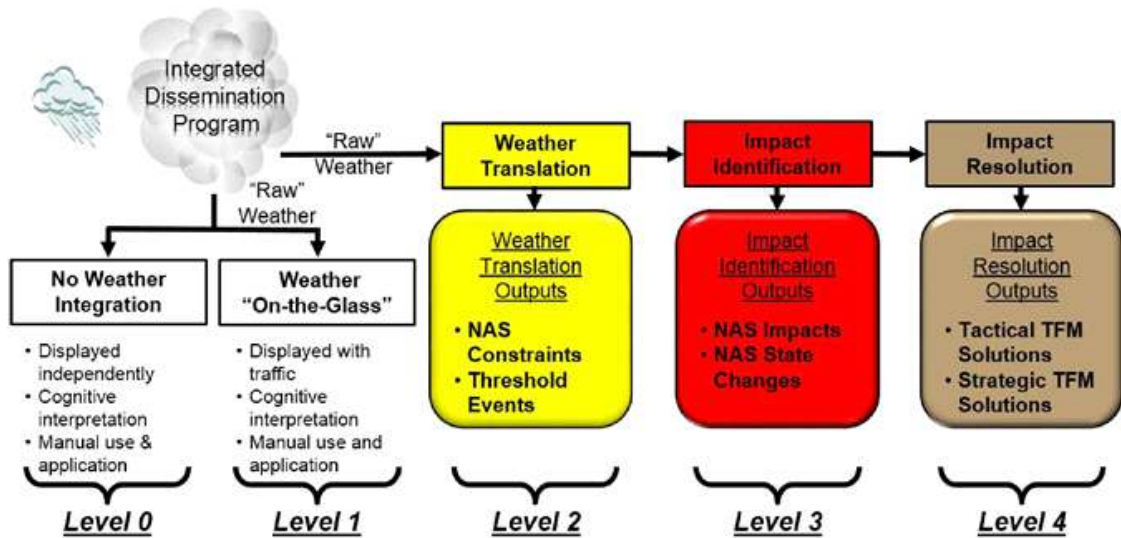 Integrated
Dissemination
Program
“Raw”
Weather
“Raw”
Weather
No Weather
Integration
• Displayed
independently
• Cognitive
interpretation
• Manual use &
application
Level 0
Weather
“On-the-Glass”
• Displayed with
traffic
• Cognitive
interpretation
• Manual use and
application
Level 1
Weather
Translation
Weather
Translation
Outputs
• NAS
Constraints
• Threshold
Events
Level 2
Impact
Identification
Impact
Identification
Outputs
• NAS Impacts
• NAS State
Changes
Level 3
Impact
Resolution
Impact
Resolution
Outputs
• Tactical TFM
Solutions
• Strategic TFM
Solutions
Level 4